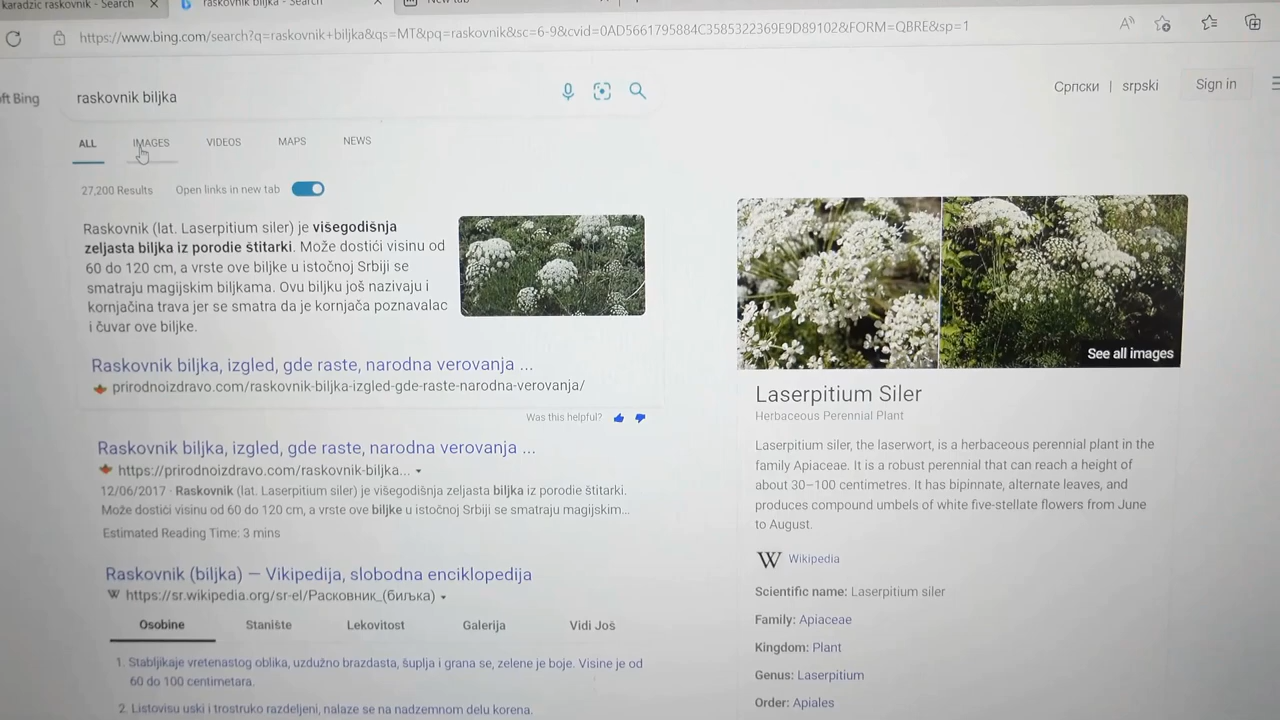 karadzic raskovnik - Search
raskovnik biljka - Search
New tab
https://www.bing.com/search?q=raskovnik+biljka&qs=MT&pq=raskovnik&sc=6-9&cvid=0AD5661795884C3585322369E9D89102&FORM=QBRE&sp=1
ft Bing
raskovnik biljka
Српски | srpski
Sign in
ALL IMAGES VIDEOS MAPS NEWS
27,200 Results Open links in new tab
Raskovnik (lat. Laserpitium siler) je višegodišnja
zeljasta biljka iz porodie štitarki. Može dostići visinu od
60 do 120 cm, a vrste ove biljke u istočnoj Srbiji se
smatraju magijskim biljkama. Ovu biljku još nazivaju i
kornjačina trava jer se smatra da je kornjača poznavalac
i čuvar ove biljke.
Raskovnik biljka, izgled, gde raste, narodna verovanja ...
prirodnoizdravo.com/raskovnik-biljka-izgled-gde-raste-narodna-verovanja/
Was this helpful?
Raskovnik biljka, izgled, gde raste, narodna verovanja ...
https://prirodnoizdravo.com/raskovnik-biljka...
12/06/2017 · Raskovnik (lat. Laserpitium siler) je višegodišnja zeljasta biljka iz porodie štitarki.
Može dostići visinu od 60 do 120 cm, a vrste ove biljke u istočnoj Srbiji se smatraju magijskim...
Estimated Reading Time: 3 mins
Raskovnik (biljka) — Vikipedija, slobodna enciklopedija
W https://sr.wikipedia.org/sr-el/Расковник_(биљка)
Osobine Stanište Lekovitost Galerija Vidi Još
1. Stabljikaje vretenastog oblika, uzdužno brazdasta, šuplja i grana se, zelene je boje. Visine je od
60 do 100 centimetara.
2. Listovisu uski i trostruko razdeljeni, nalaze se na nadzemnom delu korena.
See all images
Laserpitium Siler
Herbaceous Perennial Plant
Laserpitium siler, the laserwort, is a herbaceous perennial plant in the
family Apiaceae. It is a robust perennial that can reach a height of
about 30–100 centimetres. It has bipinnate, alternate leaves, and
produces compound umbels of white five-stellate flowers from June
to August.
W Wikipedia
Scientific name: Laserpitium siler
Family: Apiaceae
Kingdom: Plant
Genus: Laserpitium
Order: Apiales